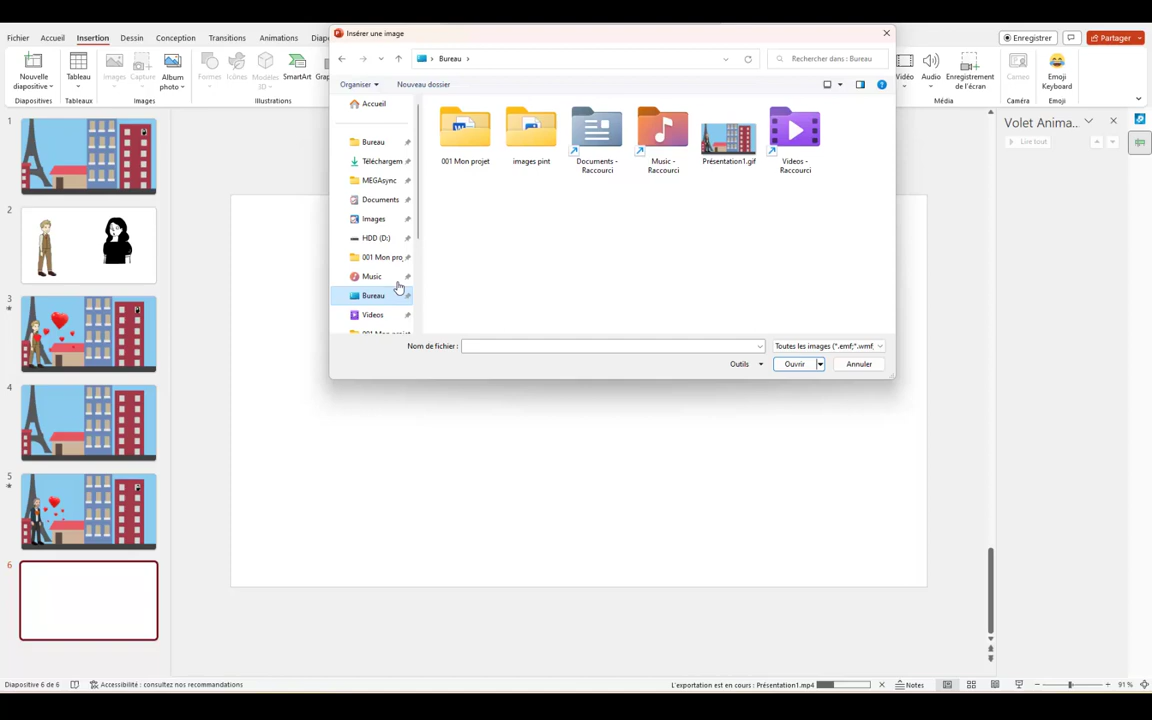 Insérer une image
Fichier Accueil Insertion Dessin Conception Transitions Animations
Enregistrer Partager
Bureau
Rechercher dans : Bureau
Nouvelle diapositive Tableau Images Album photo Formes Icônes Modèles 3D SmartArt
Vidéo Audio Enregistrement de l'écran Cameo Emoji Keyboard
Diapositives Tableaux Images Illustrations
Média Caméra Emoji
Organiser Nouveau dossier
Accueil
Bureau
Téléchargem
MEGAsync
Documents
Images
HDD (D:)
001 Mon proj
Music
Bureau
Videos
001 Mon projet
001 Mon projet
images pint
Documents - Raccourci
Music - Raccourci
Présentation1.gif
Videos - Raccourci
Nom de fichier :
Toutes les images (*.emf;*.wmf,
Outils Ouvrir Annuler
Volet Anima...
Lire tout
1
2
3
4
5
6
Diapositive 6 de 6
Accessibilité : consultez nos recommandations
L'exportation est en cours : Présentation1.mp4
Notes
91 %